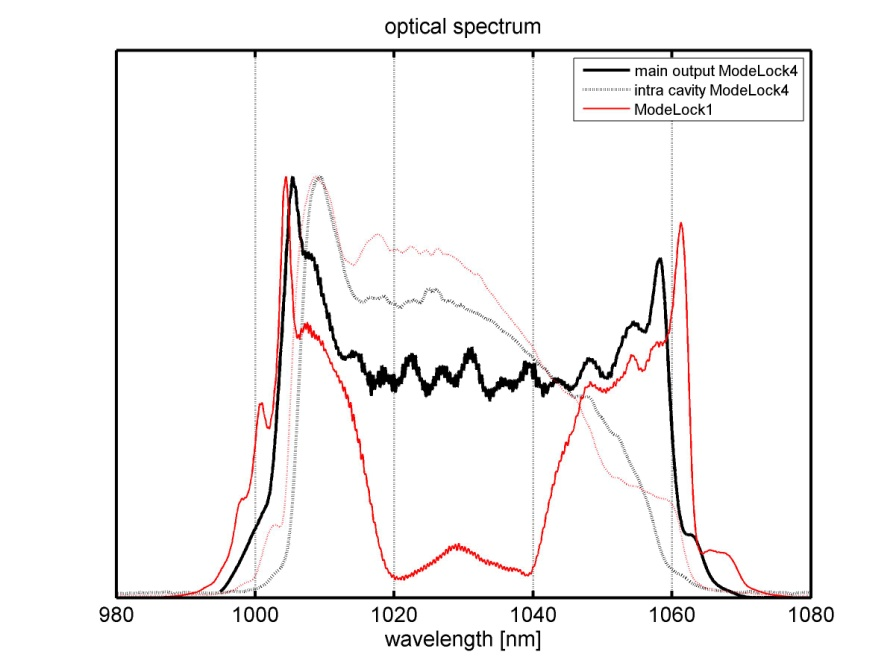 optical spectrum
main output ModeLock4
intra cavity ModeLock4
ModeLock1
980 1000 1020 1040 1060 1080
wavelength [nm]